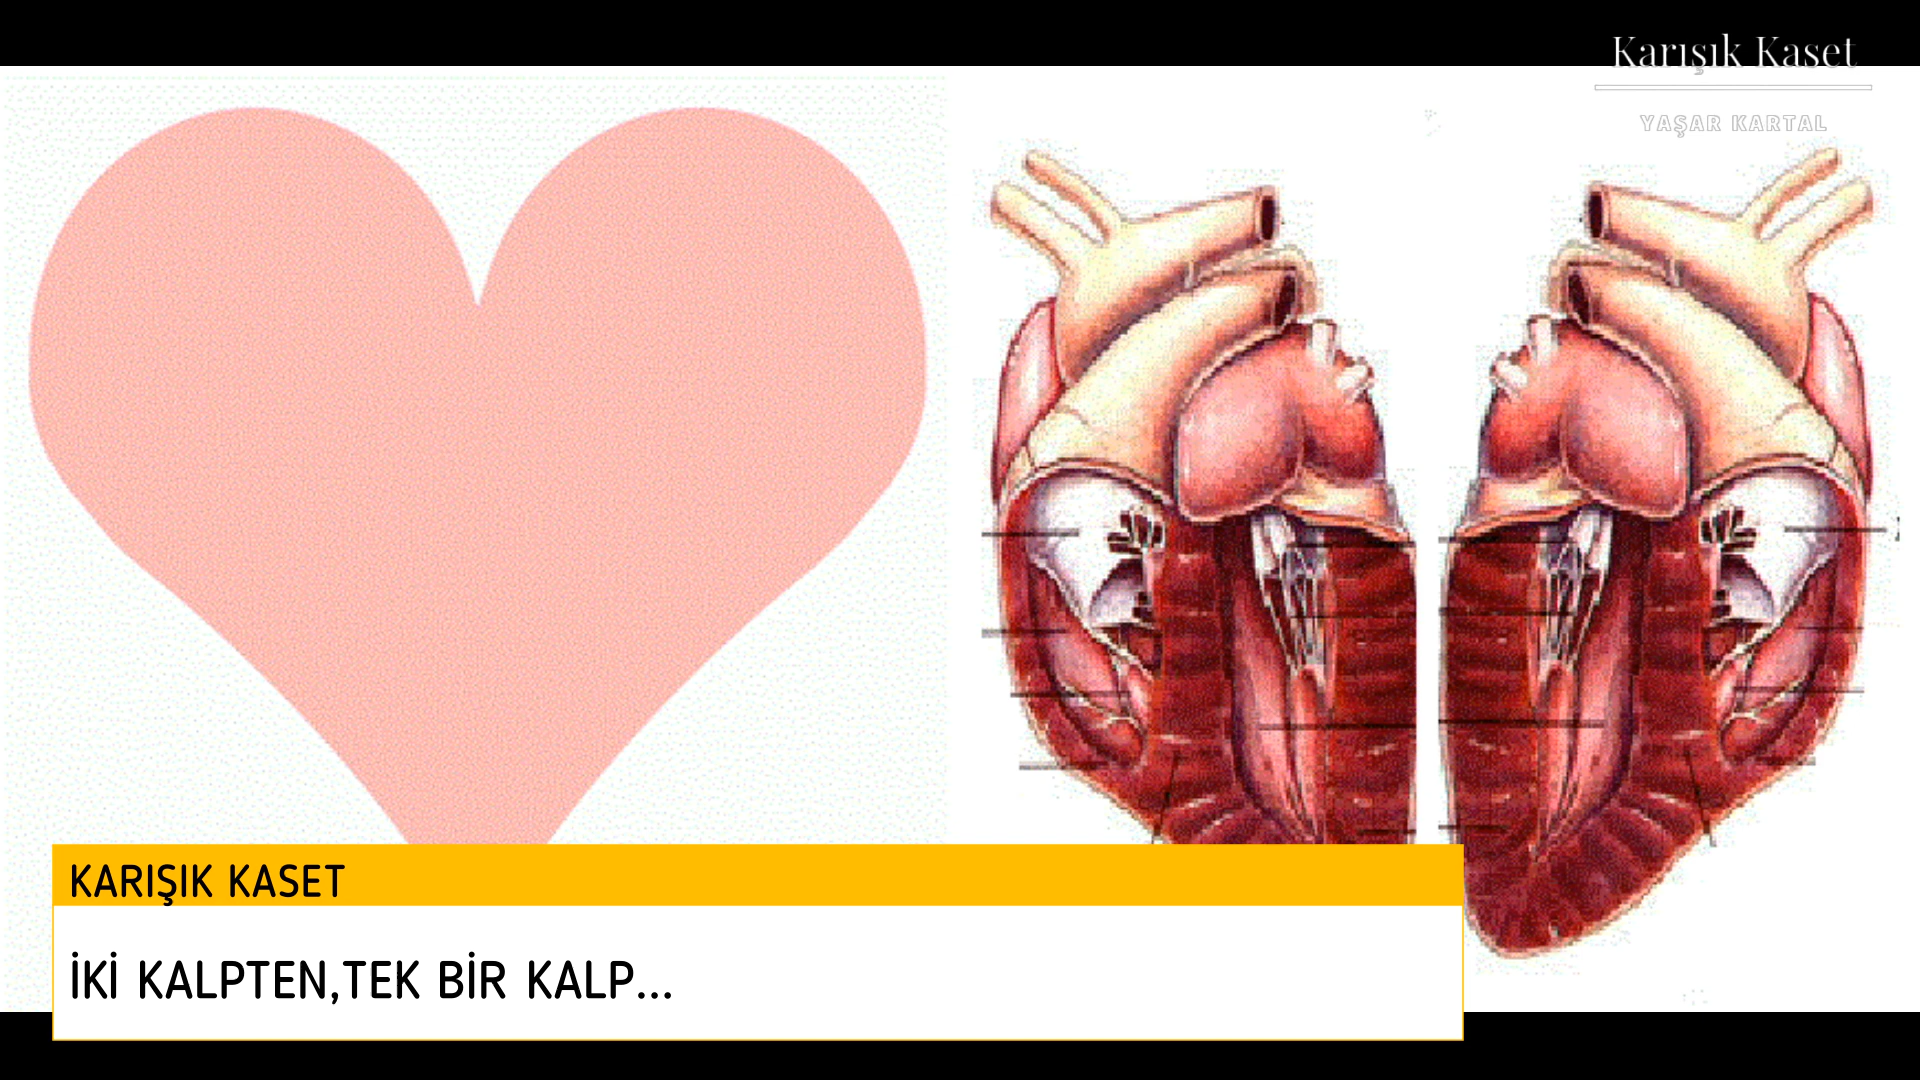 Karışık Kaset
YAŞAR KARTAL
KARIŞIK KASET
İKİ KALPTEN,TEK BİR KALP...